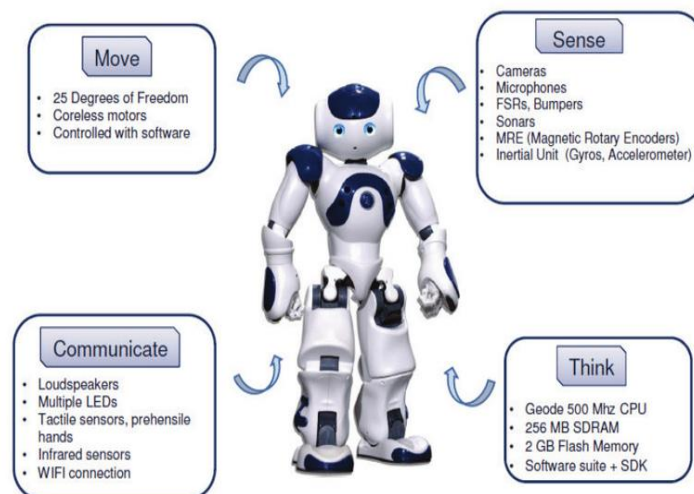 Move
• 25 Degrees of Freedom
• Coreless motors
• Controlled with software
Sense
• Cameras
• Microphones
• FSRs, Bumpers
• Sonars
• MRE (Magnetic Rotary Encoders)
• Inertial Unit (Gyros, Accelerometer)
Communicate
• Loudspeakers
• Multiple LEDs
• Tactile sensors, prehensile
hands
• Infrared sensors
• WIFI connection
Think
• Geode 500 Mhz CPU
• 256 MB SDRAM
• 2 GB Flash Memory
• Software suite + SDK